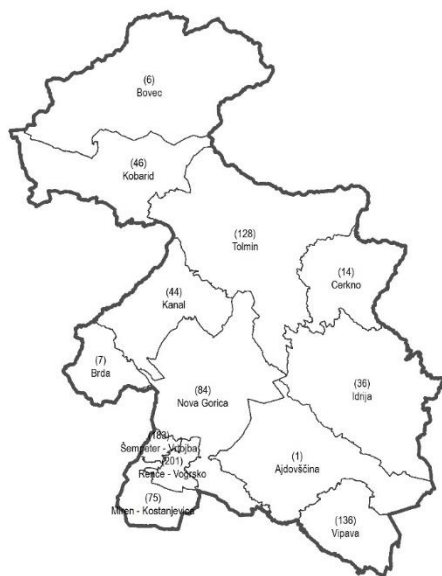 (6)
Bovec
(46)
Kobarid
(128)
Tolmin
(14)
Cerkno
(44)
Kanal
(7)
Brda
(84)
Nova Gorica
(36)
Idrija
(183)
Šempeter - Vrtojba
(201)
Renče - Vogrsko
(1)
Ajdovščina
(75)
Miren - Kostanjevica
(136)
Vipava